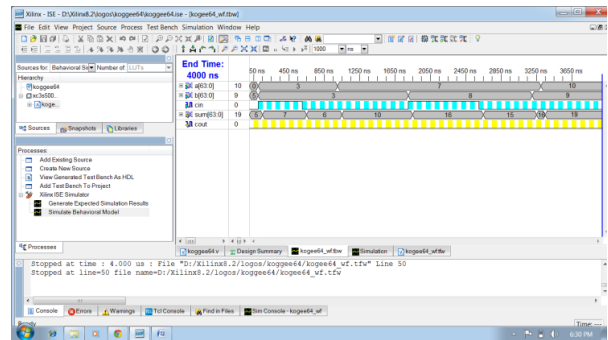 Xilinx - ISE - D:\Xilinx8.2\logos\koggee64\koggee64.ise - [kogee64_wf.tbw]
File Edit View Project Source Process Test Bench Simulation Window Help
1000 ns
Sources for: Behavioral Si Number of: LUTs
Hierarchy
koggee64
xc3s500...
koge...
Sources Snapshots Libraries
End Time:
4000 ns
50 ns 450 ns 850 ns 1250 ns 1650 ns 2050 ns 2450 ns 2850 ns 3250 ns 3650 ns
a[63:0] 10 0 3 7 10
b[63:0] 9 5 3 8 9
cin 0
sum[63:0] 19 5 7 6 10 16 15 16 19
cout 0
Processes:
Add Existing Source
Create New Source
View Generated Test Bench As HDL
Add Test Bench To Project
Xilinx ISE Simulator
Generate Expected Simulation Results
Simulate Behavioral Model
Processes
koggee64.v Design Summary kogee64_wf.tbw Simulation kogee64_wf.tfw
Stopped at time : 4.000 us : File "D:/Xilinx8.2/logos/koggee64/kogee64_wf.tfw" Line 50
Stopped at line=50 file name=D:/Xilinx8.2/logos/koggee64/kogee64_wf.tfw
Console Errors Warnings Tcl Console Find in Files Sim Console - kogee64_wf
Ready Time: ---
6:38 PM